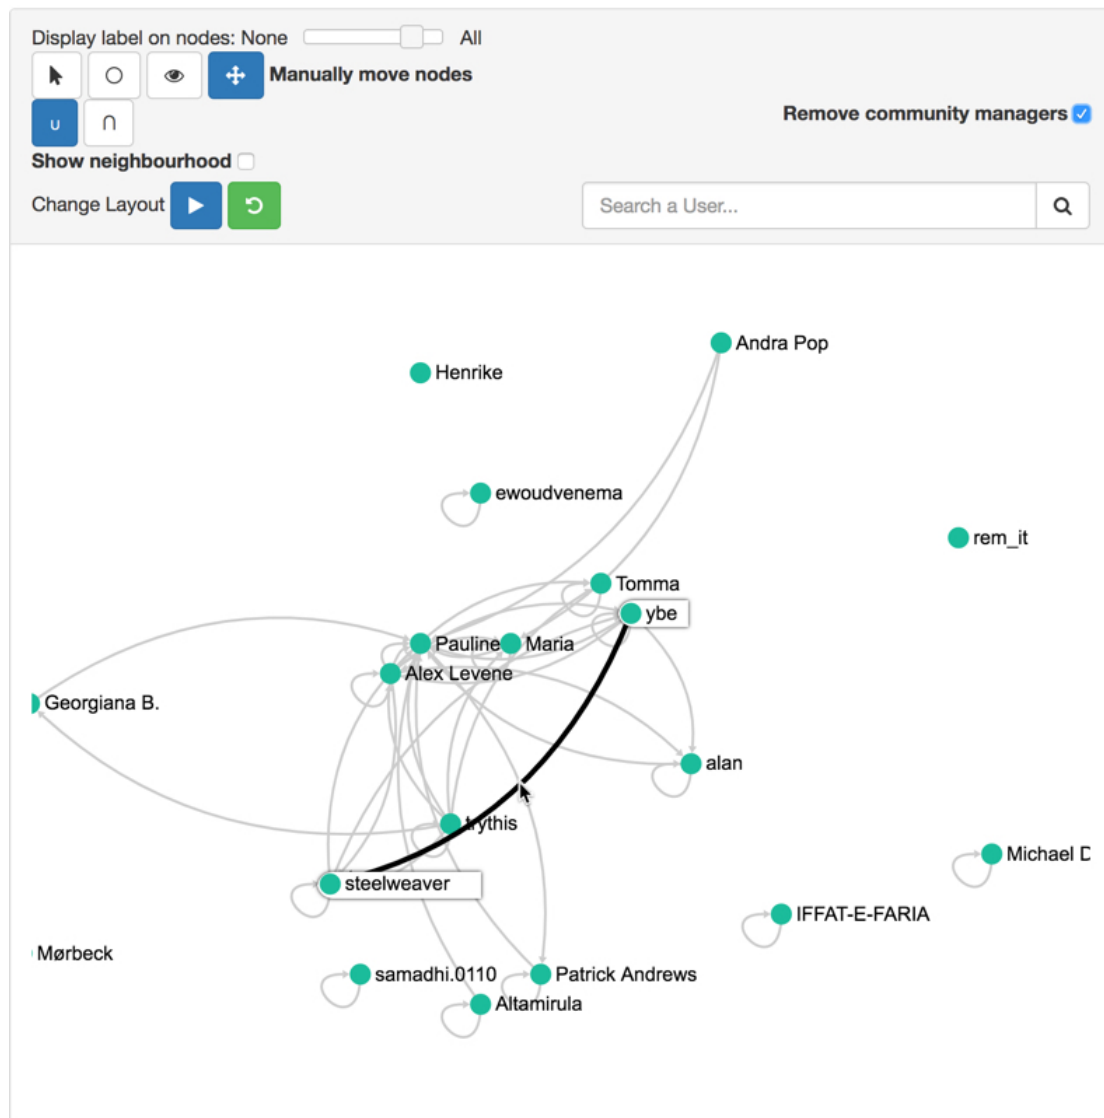 Display label on nodes: None All
Manually move nodes
∪ ∩
Remove community managers
Show neighbourhood
Change Layout
Search a User...
Andra Pop
Henrike
ewoudvenema
rem_it
Tomma
ybe
Pauline Maria
Alex Levene
Georgiana B.
alan
trythis
Michael D
steelweaver
IFFAT-E-FARIA
Mørbeck
samadhi.0110 Patrick Andrews
Altamirula